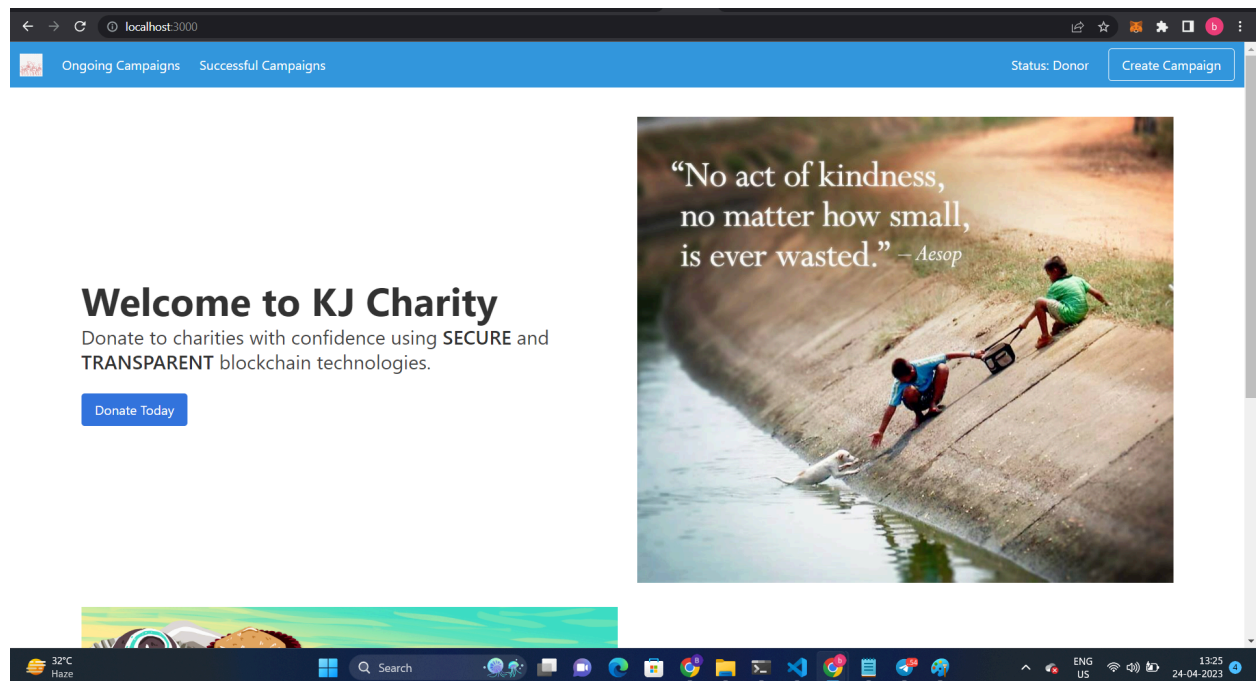 localhost:3000
b
Ongoing Campaigns
Successful Campaigns
Status: Donor
Create Campaign
“No act of kindness,
no matter how small,
is ever wasted.” – Aesop
Welcome to KJ Charity
Donate to charities with confidence using SECURE and
TRANSPARENT blockchain technologies.
Donate Today
32°C
Haze
Search
ENG
US
13:25
24-04-2023
4